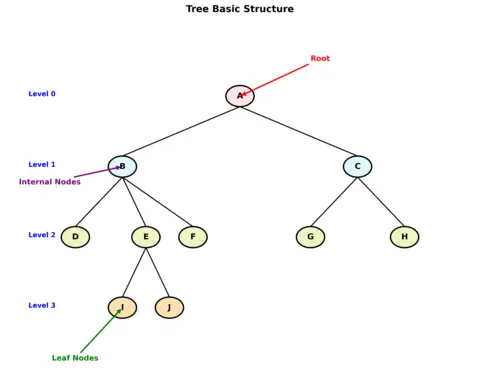 Tree Basic Structure
Root
Level 0
A
Level 1
B
C
Internal Nodes
Level 2
D
E
F
G
H
Level 3
I
J
Leaf Nodes